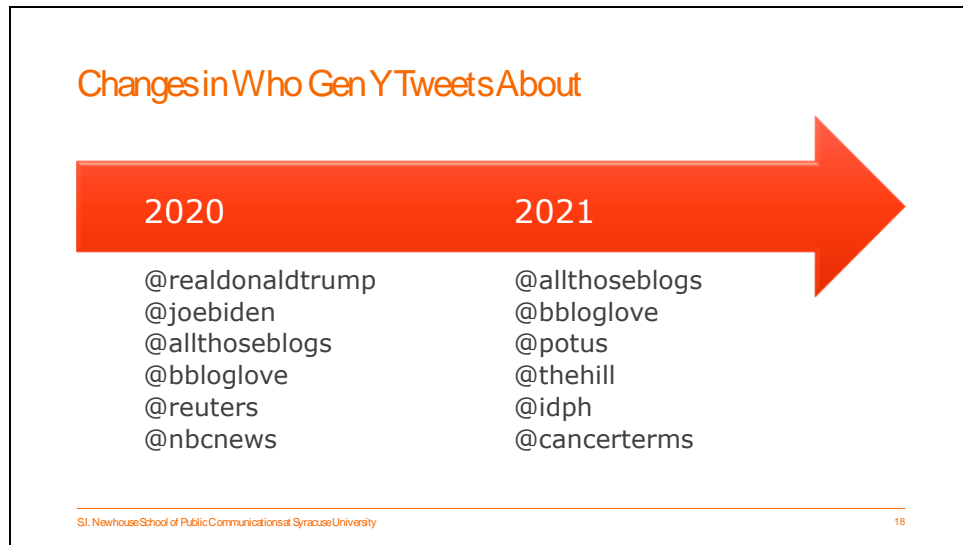 Changes in Who Gen Y Tweets About
2020
2021
@realdonaldtrump
@joebiden
@allthoseblogs
@bbloglove
@reuters
@nbcnews
@allthoseblogs
@bbloglove
@potus
@thehill
@idph
@cancerterms
S.I. Newhouse School of Public Communications at Syracuse University
18